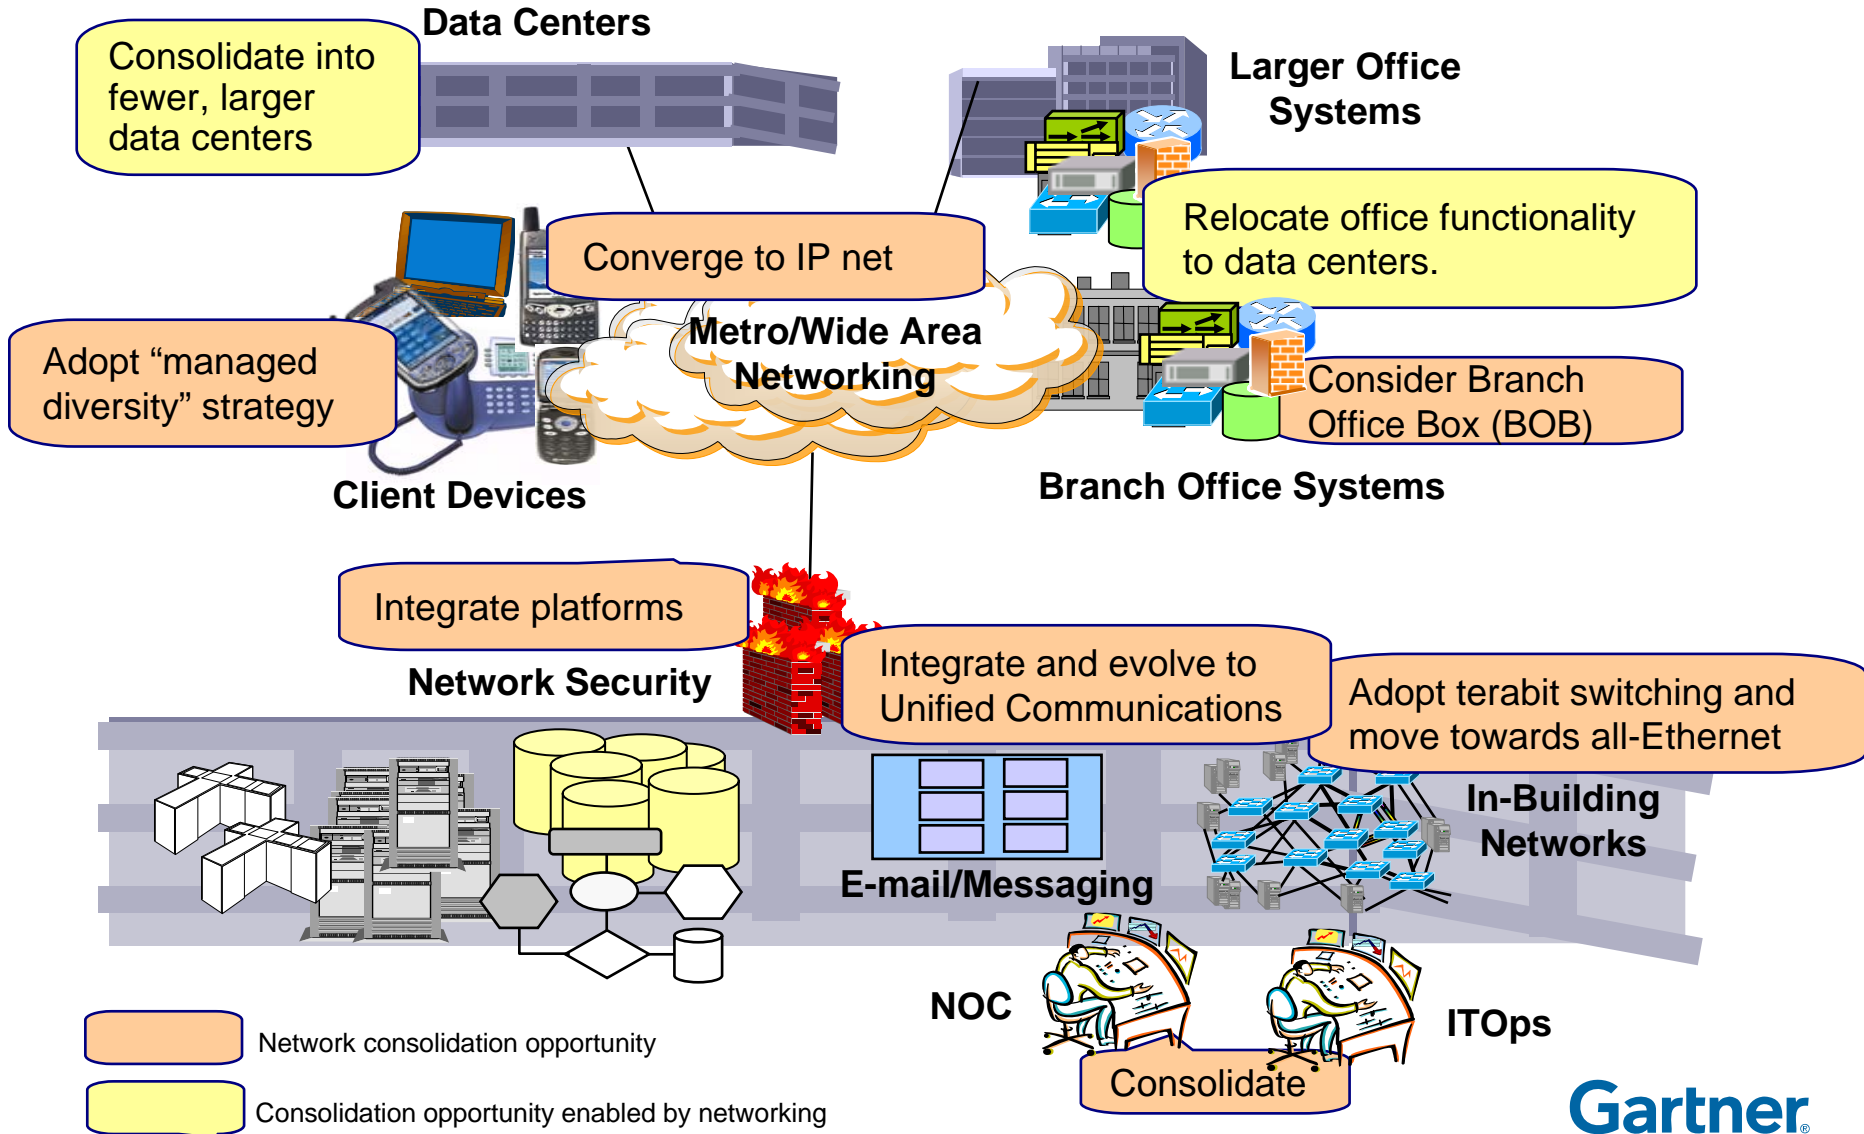 Data Centers
Consolidate into
fewer, larger
data centers
Larger Office
Systems
Relocate office functionality
to data centers.
Converge to IP net
Metro/Wide Area
Networking
Adopt “managed
diversity” strategy
Consider Branch
Office Box (BOB)
Client Devices
Branch Office Systems
Integrate platforms
Network Security
Integrate and evolve to
Unified Communications
Adopt terabit switching and
move towards all-Ethernet
In-Building
Networks
E-mail/Messaging
NOC
ITOps
Consolidate
Network consolidation opportunity
Consolidation opportunity enabled by networking
Gartner®